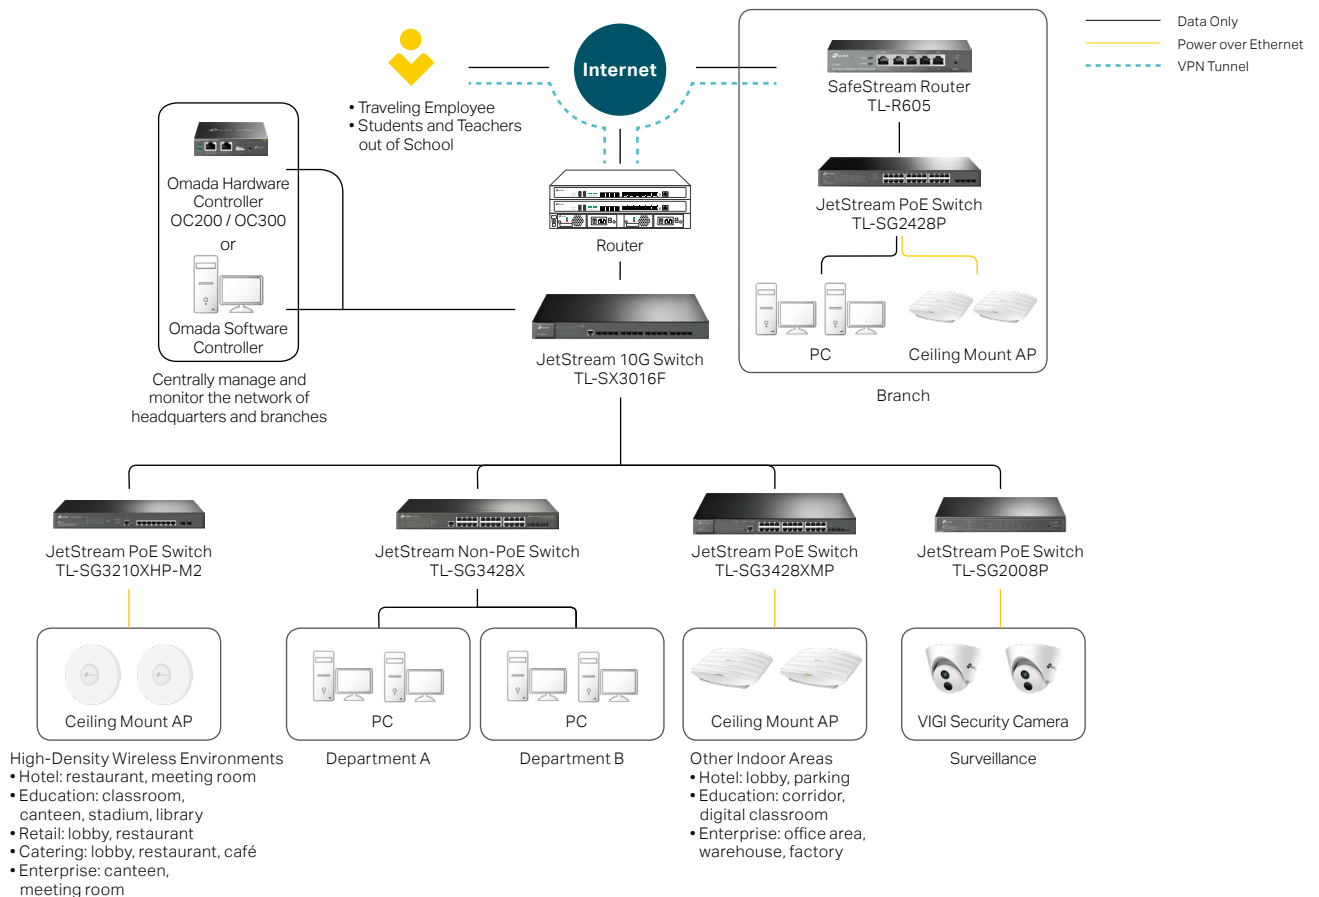 Internet
• Traveling Employee
• Students and Teachers
out of School
Data Only
Power over Ethernet
VPN Tunnel
SafeStream Router
TL-R605
JetStream PoE Switch
TL-SG2428P
PC
Ceiling Mount AP
Branch
Omada Hardware
Controller
OC200 / OC300
or
Omada Software
Controller
Centrally manage and
monitor the network of
headquarters and branches
Router
JetStream 10G Switch
TL-SX3016F
JetStream PoE Switch
TL-SG3210XHP-M2
JetStream Non-PoE Switch
TL-SG3428X
JetStream PoE Switch
TL-SG3428XMP
JetStream PoE Switch
TL-SG2008P
Ceiling Mount AP
PC
PC
Ceiling Mount AP
VIGI Security Camera
High-Density Wireless Environments
• Hotel: restaurant, meeting room
• Education: classroom,
canteen, stadium, library
• Retail: lobby, restaurant
• Catering: lobby, restaurant, café
• Enterprise: canteen,
meeting room
Department A
Department B
Other Indoor Areas
• Hotel: lobby, parking
• Education: corridor,
digital classroom
• Enterprise: office area,
warehouse, factory
Surveillance